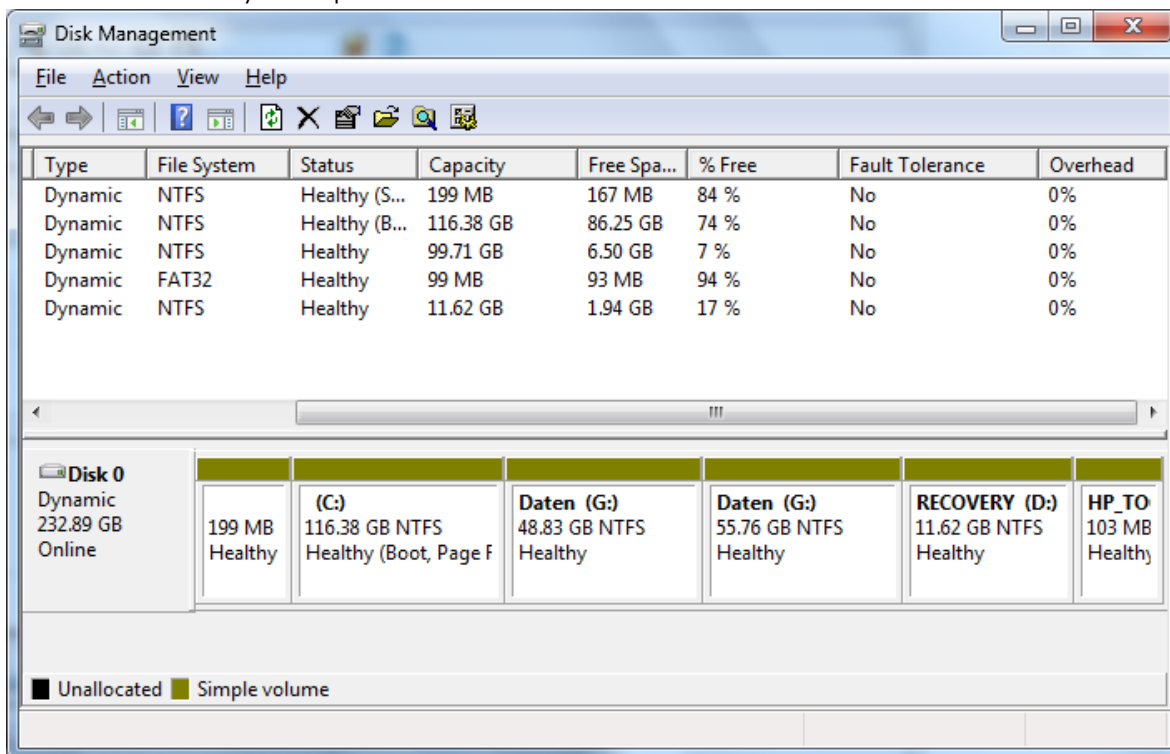 Disk Management
File Action View Help
Type File System Status Capacity Free Spa... % Free Fault Tolerance Overhead
Dynamic NTFS Healthy (S... 199 MB 167 MB 84 % No 0%
Dynamic NTFS Healthy (B... 116.38 GB 86.25 GB 74 % No 0%
Dynamic NTFS Healthy 99.71 GB 6.50 GB 7 % No 0%
Dynamic FAT32 Healthy 99 MB 93 MB 94 % No 0%
Dynamic NTFS Healthy 11.62 GB 1.94 GB 17 % No 0%
Disk 0
Dynamic
232.89 GB
Online
199 MB
Healthy
(C:)
116.38 GB NTFS
Healthy (Boot, Page F
Daten (G:)
48.83 GB NTFS
Healthy
Daten (G:)
55.76 GB NTFS
Healthy
RECOVERY (D:)
11.62 GB NTFS
Healthy
HP_TO
103 MB
Healthy
Unallocated Simple volume